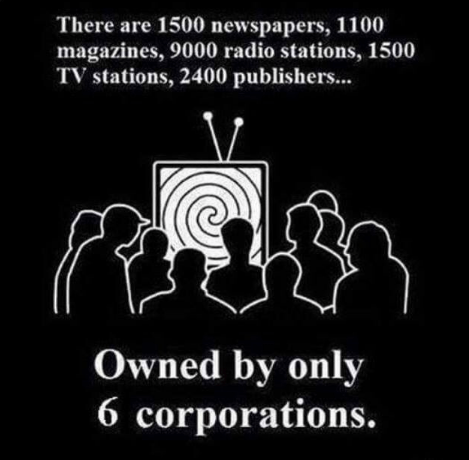 There are 1500 newspapers, 1100
magazines, 9000 radio stations, 1500
TV stations, 2400 publishers...
Owned by only
6 corporations.